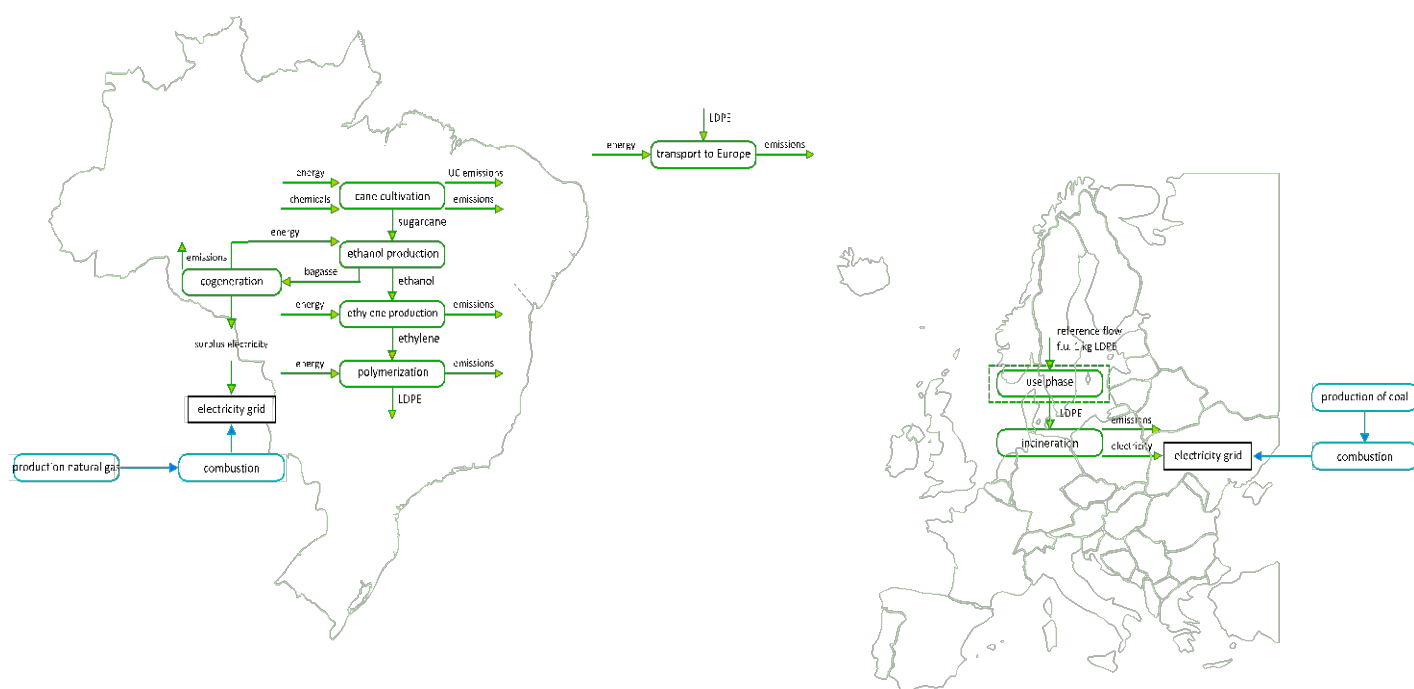 LDPE
energy
transport to Europe
emissions
energy
UC emissions
cane cultivation
chemicals
emissions
sugarcane
energy
ethanol production
emissions
bagasse
cogeneration
ethanol
energy
ethylene production
emissions
surplus electricity
ethylene
energy
polymerization
emissions
LDPE
electricity grid
production natural gas
combustion
reference flow
f.u. 1 kg LDPE
use phase
LDPE
emissions
incineration
electricity
electricity grid
production of coal
combustion